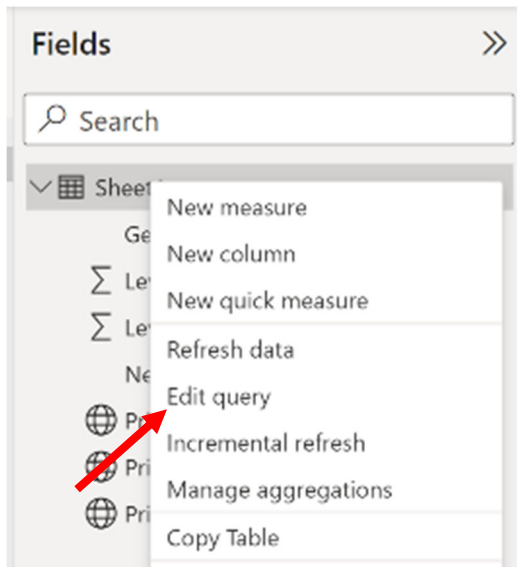 Fields
Search
New measure
New column
New quick measure
Refresh data
Edit query
Incremental refresh
Manage aggregations
Copy Table